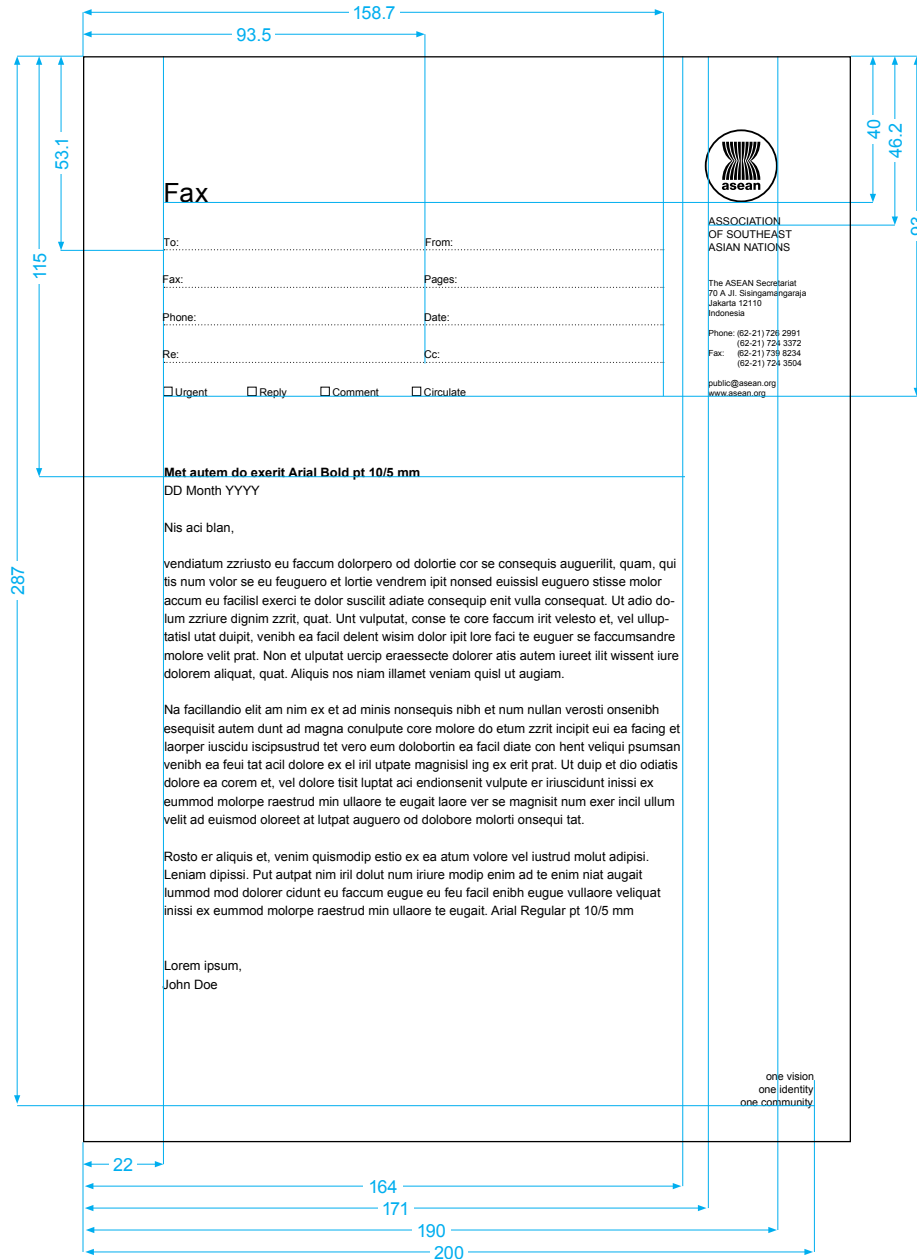 158.7
93.5
53.1
40
46.2
93
115
287
asean
Fax
ASSOCIATION
OF SOUTHEAST
ASIAN NATIONS
To:
From:
Fax:
Pages:
Phone:
Date:
Re:
Cc:
Urgent
Reply
Comment
Circulate
The ASEAN Secretariat
70 A Jl. Sisingamangaraja
Jakarta 12110
Indonesia
Phone: (62-21) 726 2991
(62-21) 724 3372
Fax: (62-21) 739 8234
(62-21) 724 3504
public@asean.org
www.asean.org
Met autem do exerit Arial Bold pt 10/5 mm
DD Month YYYY
Nis aci blan,
vendiatum zzriusto eu faccum dolorpero od dolortie cor se consequis auguerilit, quam, qui
tis num volor se eu feuguero et lortie vendrem ipit nonsed euissisl euguero stisse molor
accum eu facilisl exerci te dolor suscilit adiate consequip enit vulla consequat. Ut adio do-
lum zzriure dignim zzrit, quat. Unt vulputat, conse te core faccum irit velesto et, vel ullup-
tatisl utat duipit, venibh ea facil delent wisim dolor ipit lore faci te euguer se faccumsandre
molore velit prat. Non et ulputat uercip eraessecte dolorer atis autem iureet ilit wissent iure
dolorem aliquat, quat. Aliquis nos niam illamet veniam quisl ut augiam.
Na facillandio elit am nim ex et ad minis nonsequis nibh et num nullan verosti onsenibh
esequisit autem dunt ad magna conulpute core molore do etum zzrit incipit eui ea facing et
laorper iuscidu iscipsustrud tet vero eum dolobortin ea facil diate con hent veliqui psumsan
venibh ea feui tat acil dolore ex el iril utpate magnisisl ing ex erit prat. Ut duip et dio odiatis
dolore ea corem et, vel dolore tisit luptat aci endionsenit vulpute er iriuscidunt inissi ex
eummod molorpe raestrud min ullaore te eugait laore ver se magnisit num exer incil ullum
velit ad euismod oloreet at lutpat auguero od dolobore molorti onsequi tat.
Rosto er aliquis et, venim quismodip estio ex ea atum volore vel iustrud molut adipisi.
Leniam dipissi. Put autpat nim iril dolut num iriure modip enim ad te enim niat augait
lummod mod dolorer cidunt eu faccum eugue eu feu facil enibh eugue vullaore veliquat
inissi ex eummod molorpe raestrud min ullaore te eugait. Arial Regular pt 10/5 mm
Lorem ipsum,
John Doe
one vision
one identity
one community
22
164
171
190
200